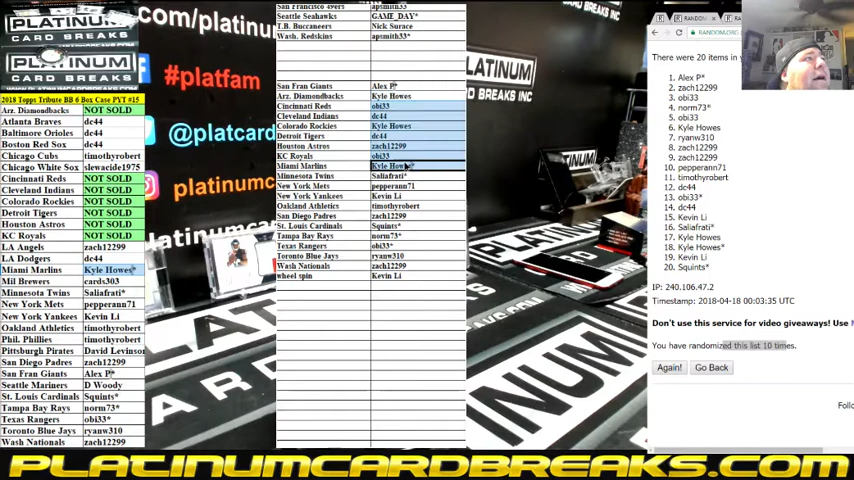 PLATINUM
CARD BREAKS
PLATINUM
CARD BREAKS
2018 Topps Tribute BB 6 Box Case PYT #15
Arz. Diamondbacks NOT SOLD
Atlanta Braves dc44
Baltimore Orioles dc44
Boston Red Sox dc44
Chicago Cubs timothyrobert
Chicago White Sox slewacide1975
Cincinnati Reds NOT SOLD
Cleveland Indians NOT SOLD
Colorado Rockies NOT SOLD
Detroit Tigers NOT SOLD
Houston Astros NOT SOLD
KC Royals NOT SOLD
LA Angels zach12299
LA Dodgers dc44
Miami Marlins Kyle Howes*
Mil Brewers cards303
Minnesota Twins Saliafrati*
New York Mets pepperann71
New York Yankees Kevin Li
Oakland Athletics timothyrobert
Phil. Phillies timothyrobert
Pittsburgh Pirates David Levinson
San Diego Padres zach12299
San Fran Giants Alex P*
Seattle Mariners D Woody
St. Louis Cardinals Squints*
Tampa Bay Rays norm73*
Texas Rangers obi33*
Toronto Blue Jays ryanw310
Wash Nationals zach12299
.com/platinum
#platfam
@platcard
platinumc
latinumc
San Francisco 49ers apsmith33
Seattle Seahawks GAME_DAY*
T.B. Buccaneers Nick Surace
Wash. Redskins apsmith33*
San Fran Giants Alex P*
Arz. Diamondbacks Kyle Howes
Cincinnati Reds obi33
Cleveland Indians dc44
Colorado Rockies Kyle Howes
Detroit Tigers dc44
Houston Astros zach12299
KC Royals obi33
Miami Marlins Kyle Howes*
Minnesota Twins Saliafrati*
New York Mets pepperann71
New York Yankees Kevin Li
Oakland Athletics timothyrobert
San Diego Padres zach12299
St. Louis Cardinals Squints*
Tampa Bay Rays norm73*
Texas Rangers obi33*
Toronto Blue Jays ryanw310
Wash Nationals zach12299
wheel spin Kevin Li
PLATINUM
CARD BREAKS INC
RANDOM.ORG
There were 20 items in y
1. Alex P*
2. zach12299
3. obi33
4. norm73*
5. obi33
6. Kyle Howes
7. ryanw310
8. zach12299
9. zach12299
10. pepperann71
11. timothyrobert
12. dc44
13. obi33*
14. dc44
15. Kevin Li
16. Saliafrati*
17. Kyle Howes
18. Kyle Howes*
19. Kevin Li
20. Squints*
IP: 240.106.47.2
Timestamp: 2018-04-18 00:03:35 UTC
Don't use this service for video giveaways! Use
You have randomized this list 10 times.
Again!
Go Back
Follo
PLATINUMCARDBREAKS.COM